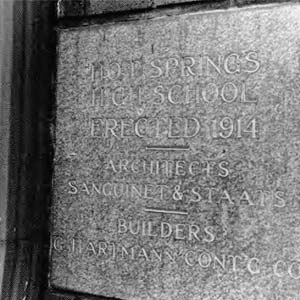 HOT SPRINGS
HIGH SCHOOL
ERECTED 1914
ARCHITECTS
SANGUINET & STAATS
BUILDERS
G. HARTMANN CONT'G. CO